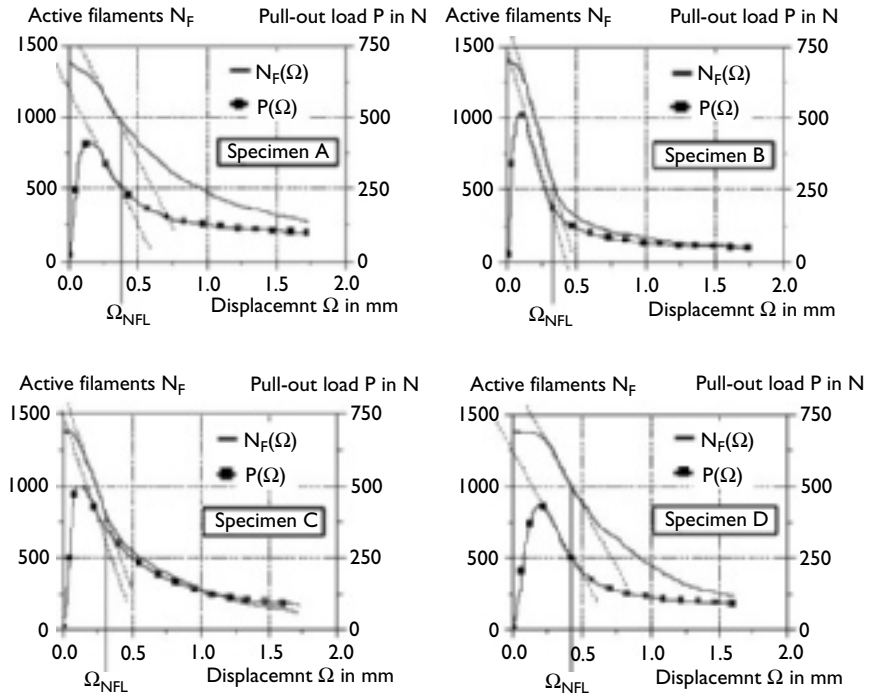 Active filaments N_F Pull-out load P in N
1500 750
N_F(Ω)
P(Ω)
1000 500
Specimen A
500 250
0 0
0.0 0.5 1.0 1.5 2.0
Ω_NFL Displacemnt Ω in mm
Active filaments N_F Pull-out load P in N
1500 750
N_F(Ω)
P(Ω)
1000 500
Specimen B
500 250
0 0
0.0 0.5 1.0 1.5 2.0
Ω_NFL Displacemnt Ω in mm
Active filaments N_F Pull-out load P in N
1500 750
N_F(Ω)
P(Ω)
1000 500
Specimen C
500 250
0 0
0.0 0.5 1.0 1.5 2.0
Ω_NFL Displacemnt Ω in mm
Active filaments N_F Pull-out load P in N
1500 750
N_F(Ω)
P(Ω)
1000 500
Specimen D
500 250
0 0
0.0 0.5 1.0 1.5 2.0
Ω_NFL Displacemnt Ω in mm